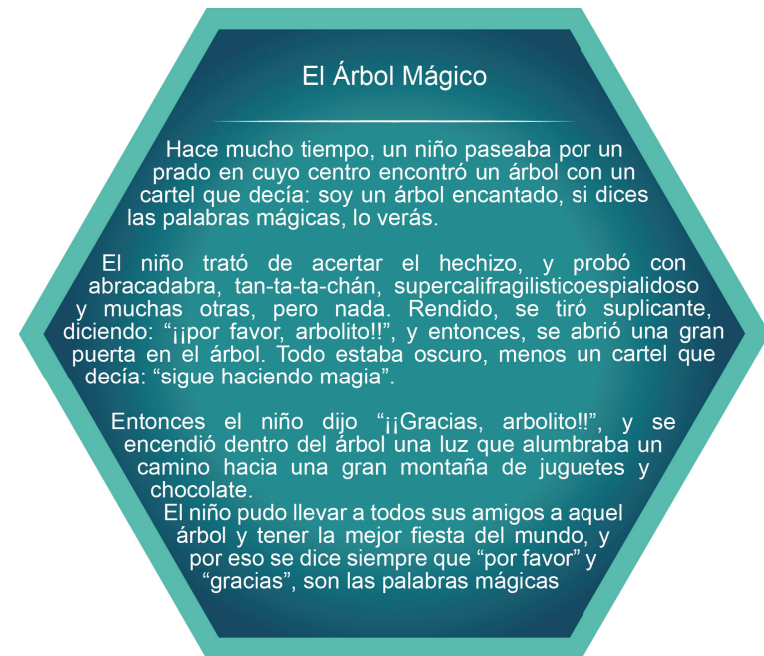 El Árbol Mágico
Hace mucho tiempo, un niño paseaba por un
prado en cuyo centro encontró un árbol con un
cartel que decía: soy un árbol encantado, si dices
las palabras mágicas, lo verás.
El niño trató de acertar el hechizo, y probó con
abracadabra, tan-ta-ta-chán, supercalifragilisticoespialidoso
y muchas otras, pero nada. Rendido, se tiró suplicante,
diciendo: “¡¡por favor, arbolito!!”, y entonces, se abrió una gran
puerta en el árbol. Todo estaba oscuro, menos un cartel que
decía: “sigue haciendo magia”.
Entonces el niño dijo “¡¡Gracias, arbolito!!”, y se
encendió dentro del árbol una luz que alumbraba un
camino hacia una gran montaña de juguetes y
chocolate.
El niño pudo llevar a todos sus amigos a aquel
árbol y tener la mejor fiesta del mundo, y
por eso se dice siempre que “por favor” y
“gracias”, son las palabras mágicas